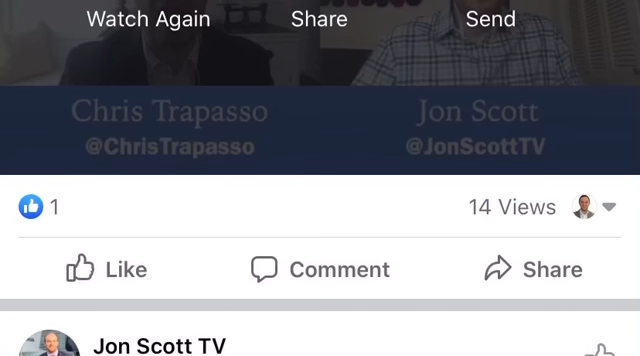 Watch Again Share Send
Chris Trapasso Jon Scott
@ChrisTrapasso @JonScottTV
1 14 Views
Like Comment Share
Jon Scott TV